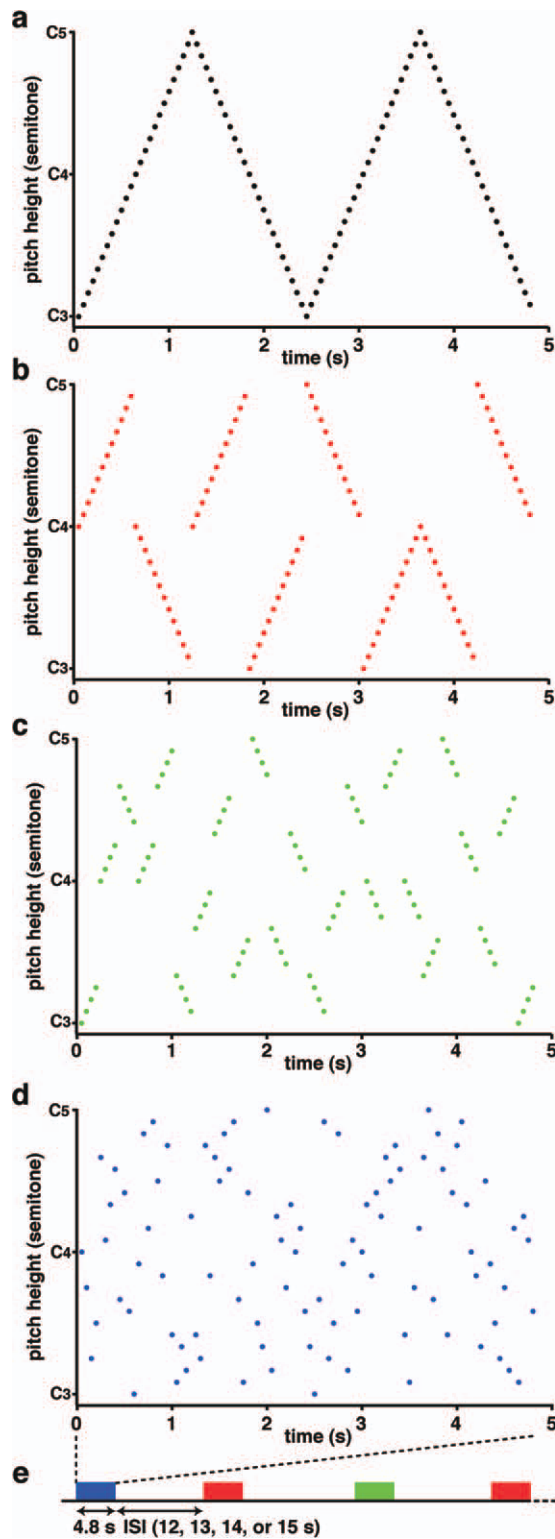 a
pitch height (semitone)
C5
C4
C3
0 1 2 3 4 5
time (s)
b
pitch height (semitone)
C5
C4
C3
0 1 2 3 4 5
time (s)
c
pitch height (semitone)
C5
C4
C3
0 1 2 3 4 5
time (s)
d
pitch height (semitone)
C5
C4
C3
0 1 2 3 4 5
time (s)
e
4.8 s ISI (12, 13, 14, or 15 s)